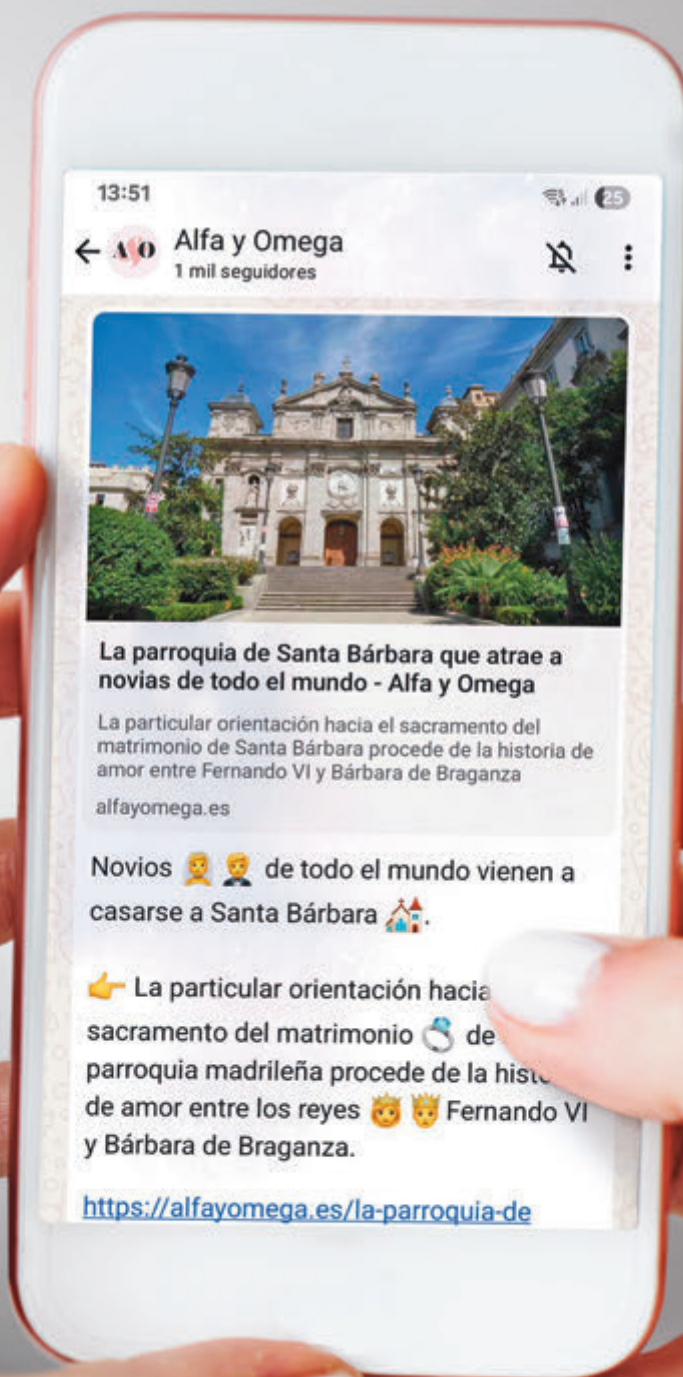 13:51
25
Alfa y Omega
1 mil seguidores
La parroquia de Santa Bárbara que atrae a
novias de todo el mundo - Alfa y Omega
La particular orientación hacia el sacramento del
matrimonio de Santa Bárbara procede de la historia de
amor entre Fernando VI y Bárbara de Braganza
alfayomega.es
Novios 👰 🤵 de todo el mundo vienen a
casarse a Santa Bárbara ⛪.
👉 La particular orientación hacia
sacramento del matrimonio 💍 de
parroquia madrileña procede de la hist
de amor entre los reyes 👸 🤴 Fernando VI
y Bárbara de Braganza.
https://alfayomega.es/la-parroquia-de